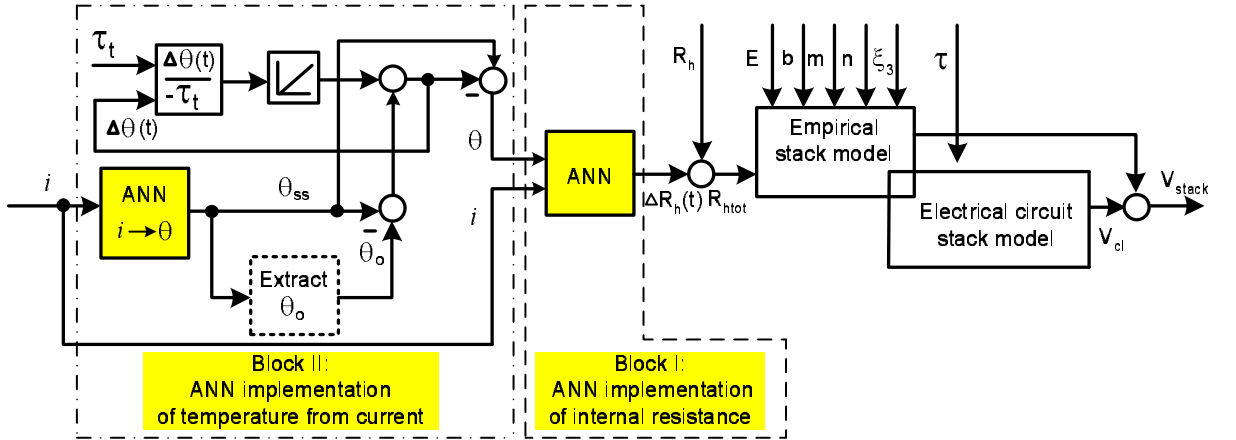 τt
Δθ(t)
-τt
Δθ(t)
i
ANN
i→θ
θss
-
-
θo
Extract
θo
θ
i
Block II:
ANN implementation
of temperature from current
ANN
Block I:
ANN implementation
of internal resistance
ΔRh(t)
Rh
Rhtot
E
b
m
n
ξ3
τ
Empirical
stack model
Electrical circuit
stack model
Vcl
Vstack